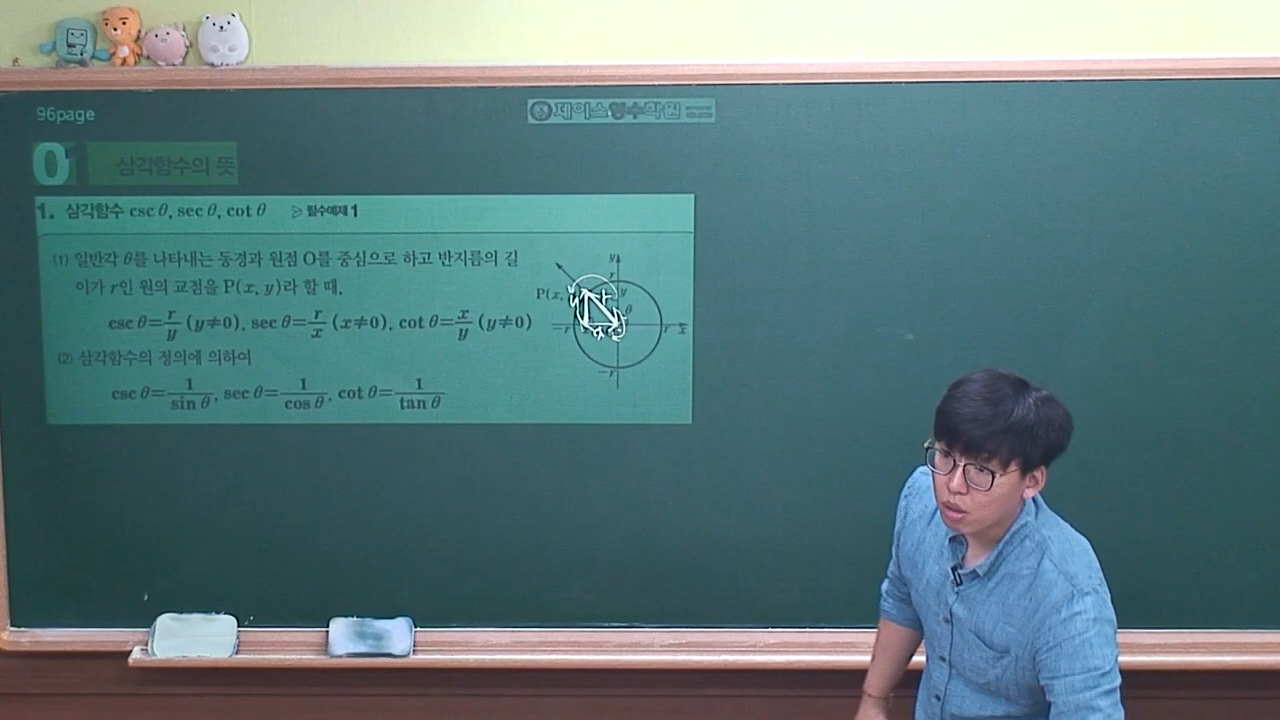 96page
제이스영수학원
01 삼각함수의 뜻
1. 삼각함수 csc θ, sec θ, cot θ ▷ 필수예제 1
(1) 일반각 θ를 나타내는 동경과 원점 O를 중심으로 하고 반지름의 길
이가 r인 원의 교점을 P(x, y)라 할 때,
csc θ=r/y (y≠0), sec θ=r/x (x≠0), cot θ=x/y (y≠0)
(2) 삼각함수의 정의에 의하여
csc θ=1/sin θ, sec θ=1/cos θ, cot θ=1/tan θ
y
r
P(x,
y
θ
-r
r
x
-r